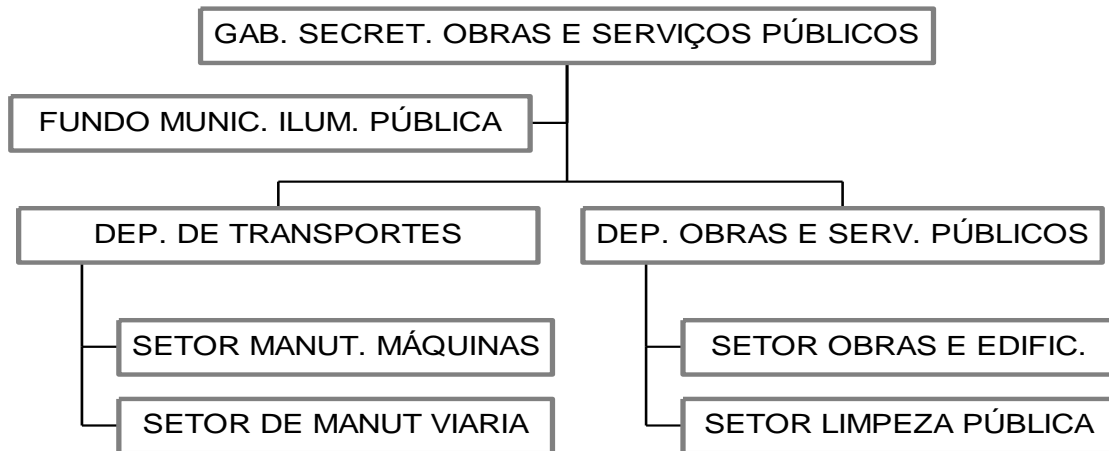 GAB. SECRET. OBRAS E SERVIÇOS PÚBLICOS
FUNDO MUNIC. ILUM. PÚBLICA
DEP. DE TRANSPORTES
DEP. OBRAS E SERV. PÚBLICOS
SETOR MANUT. MÁQUINAS
SETOR OBRAS E EDIFIC.
SETOR DE MANUT VIARIA
SETOR LIMPEZA PÚBLICA